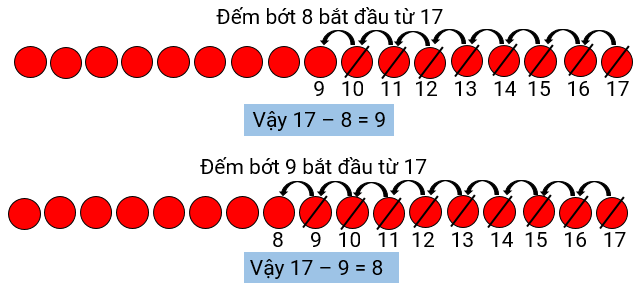 Đếm bớt 8 bắt đầu từ 17
9 10 11 12 13 14 15 16 17
Vậy 17 – 8 = 9
Đếm bớt 9 bắt đầu từ 17
8 9 10 11 12 13 14 15 16 17
Vậy 17 – 9 = 8